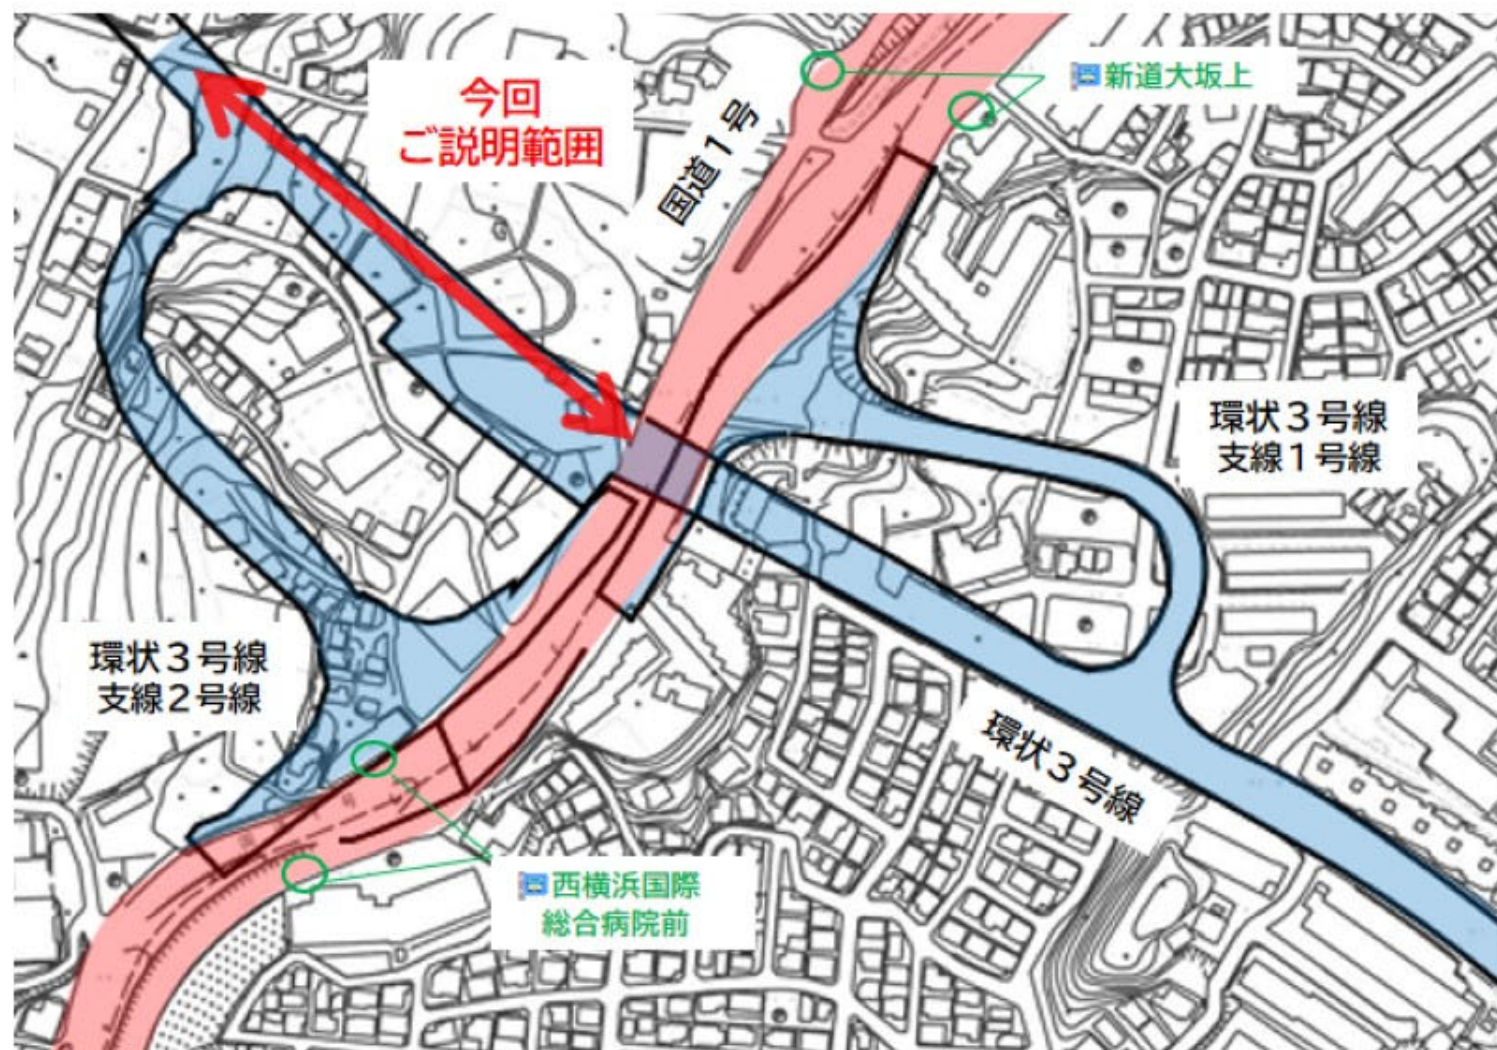 新道大坂上
今回
ご説明範囲
国道1号
環状3号線
支線1号線
環状3号線
支線2号線
環状3号線
西横浜国際
総合病院前